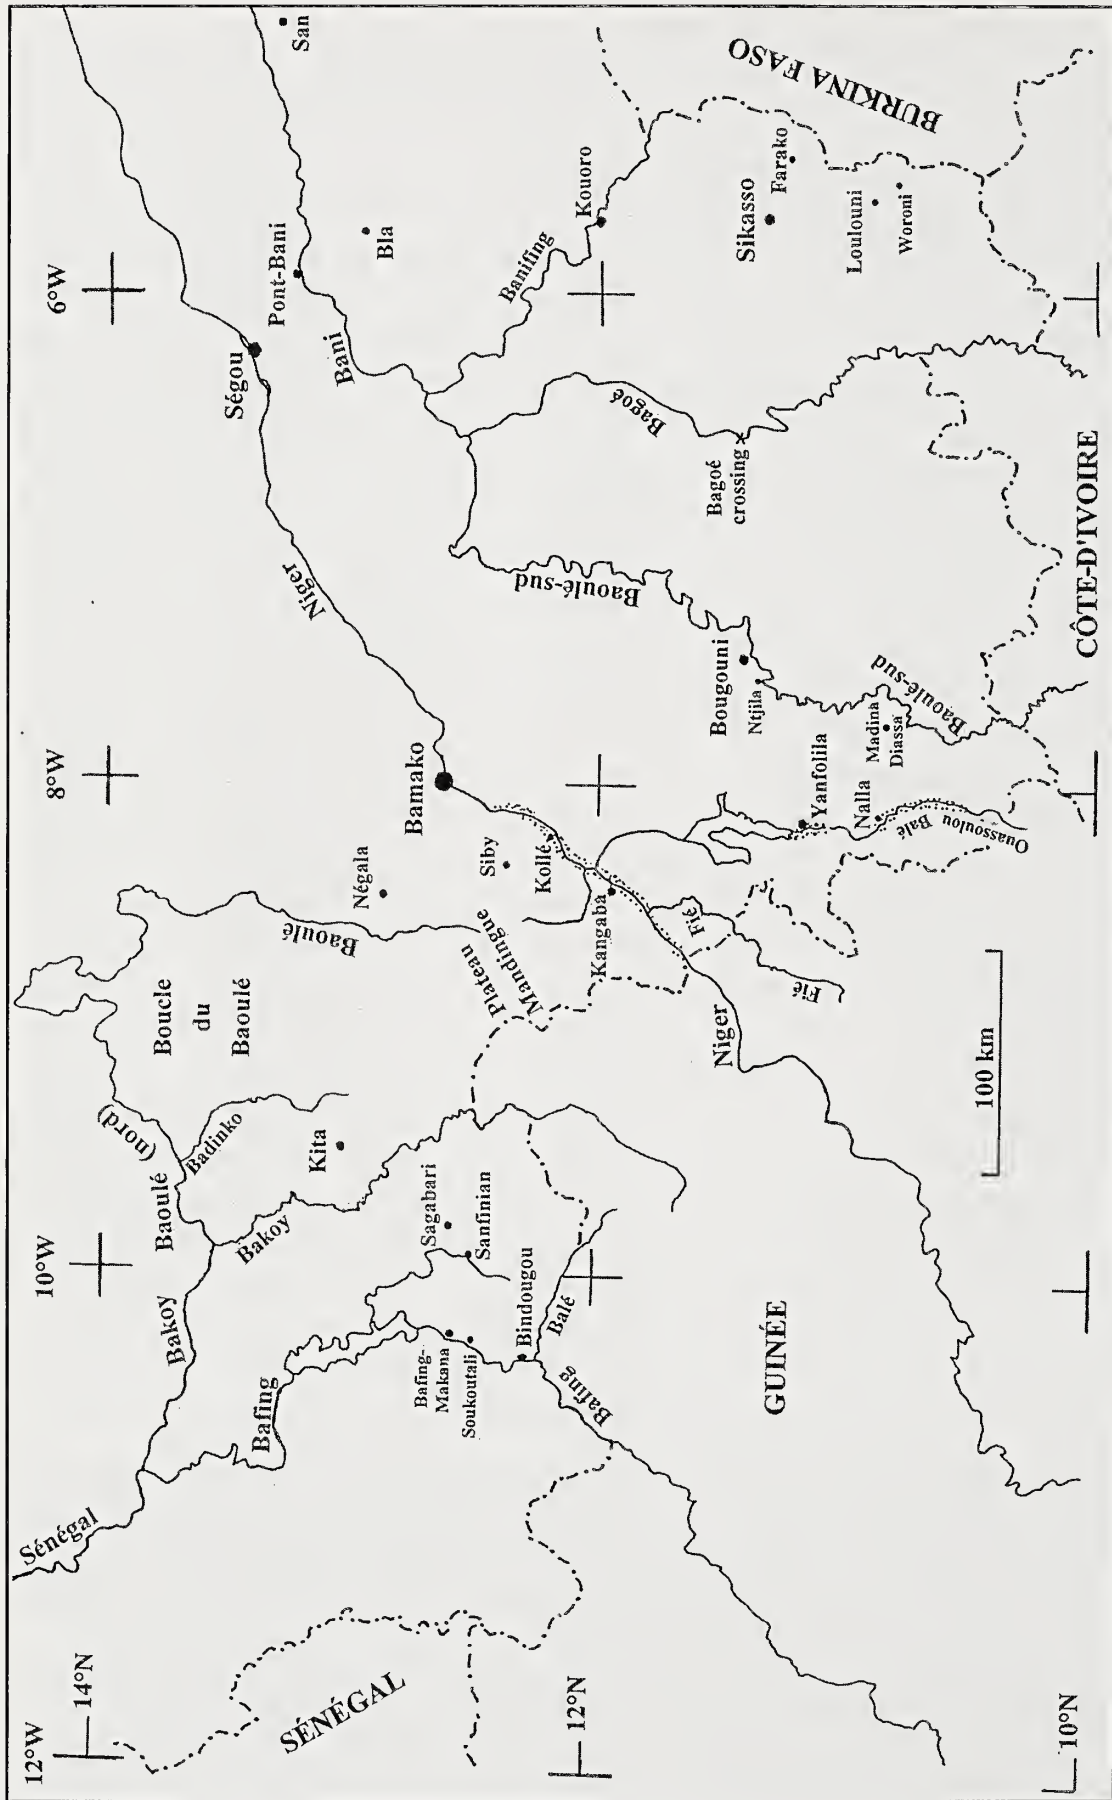 12°W
10°W
8°W
6°W
14°N
12°N
10°N
Sénégal
Bakoy
Baoulé
(nord)
Boucle
du
Baoulé
Badinko
Kita
Bakoy
Bafing
Sagabari
Sanfinian
Bafing-
Makana
Soukoutali
Bindougou
Balé
Bafing
SÉNÉGAL
GUINÉE
Baoulé
Négala
Plateau
Mandingue
Siby
Kollé
Kangaba
Bamako
Niger
Ségou
Pont-Bani
San
Bani
Bla
Banifing
Kouoro
BURKINA FASO
Sikasso
Farako
Loulouni
Woroni
Bagoé
Bagoé
crossing
Baoulé-sud
Bougouni
Ntjila
Yanfolila
Madina
Diassa
Nalla
Baoulé-sud
Ouassoulou
Balé
Fié
Fié
Niger
100 km
CÔTE-D'IVOIRE